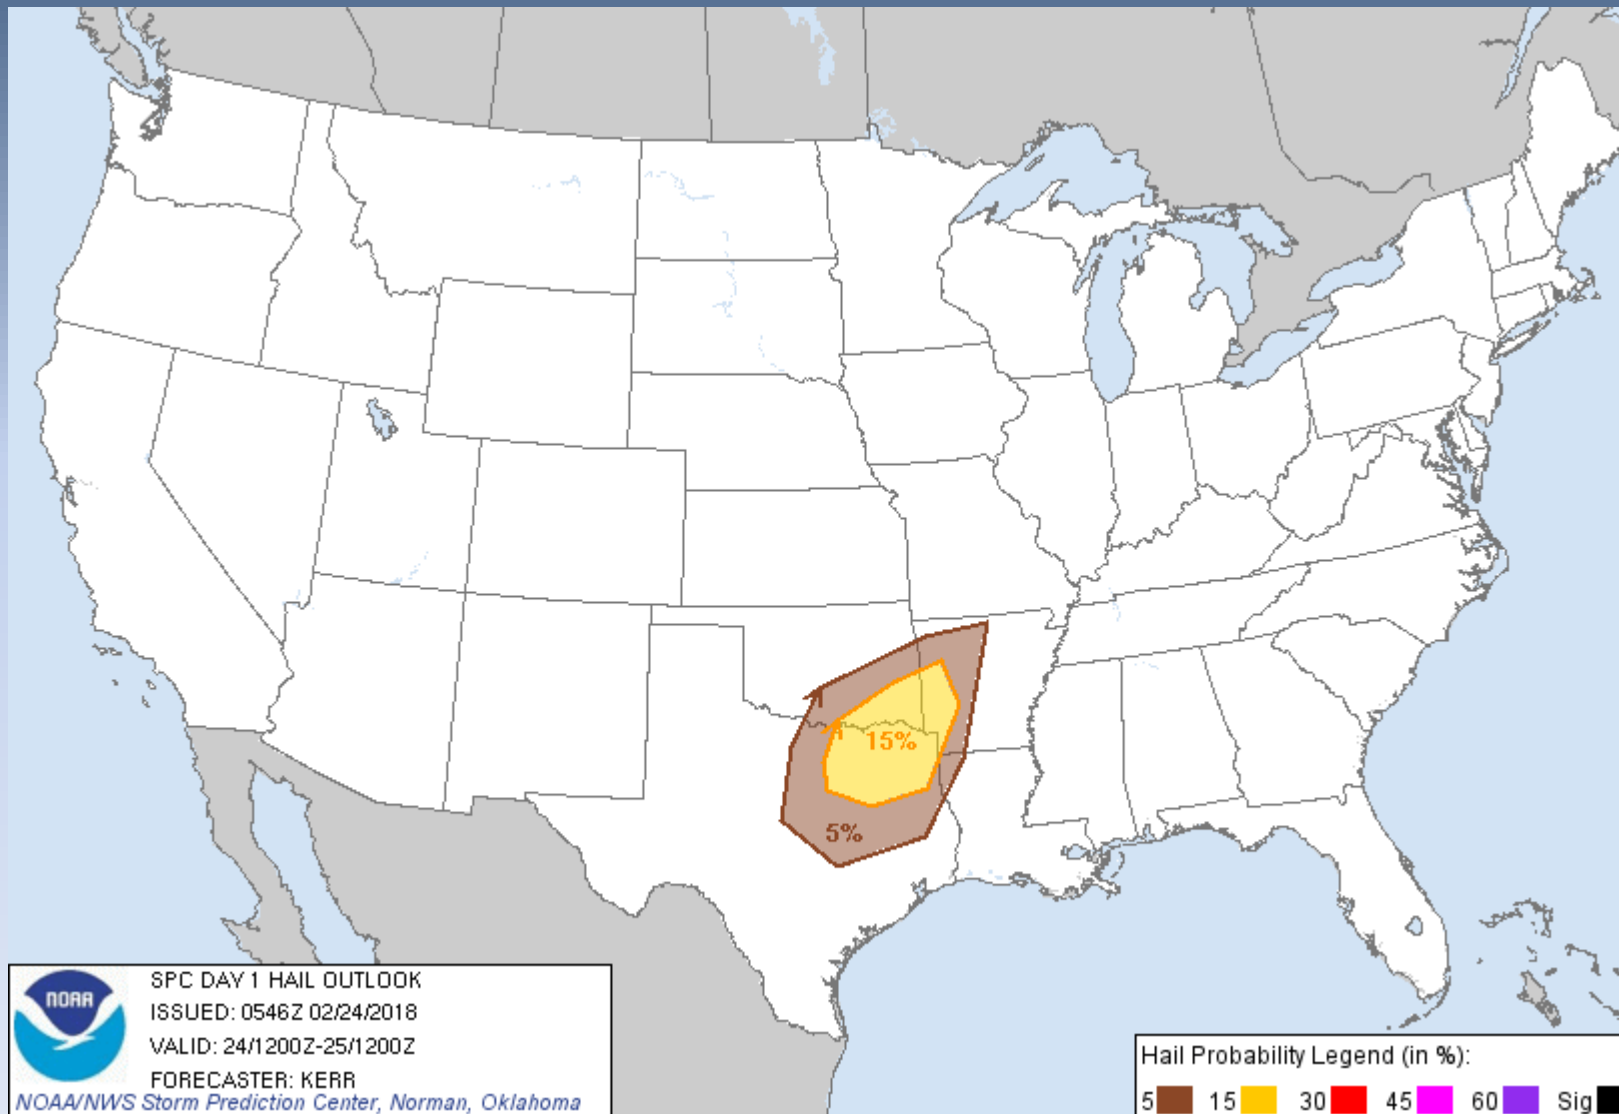 15%
5%
NOAA
SPC DAY 1 HAIL OUTLOOK
ISSUED: 0546Z 02/24/2018
VALID: 24/1200Z-25/1200Z
FORECASTER: KERR
NOAA/NWS Storm Prediction Center, Norman, Oklahoma
Hail Probability Legend (in %):
5 15 30 45 60 Sig